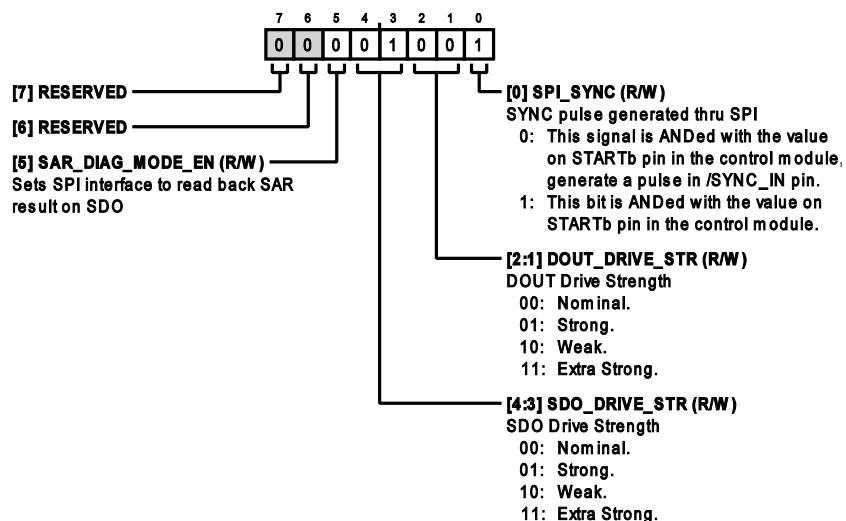 7 6 5 4 3 2 1 0
0 0 0 0 1 0 0 1
[7] RESERVED
[6] RESERVED
[5] SAR_DIAG_MODE_EN (R/W)
Sets SPI interface to read back SAR
result on SDO
[0] SPI_SYNC (R/W)
SYNC pulse generated thru SPI
0: This signal is ANDed with the value
on STARTb pin in the control module,
generate a pulse in /SYNC_IN pin.
1: This bit is ANDed with the value on
STARTb pin in the control module.
[2:1] DOUT_DRIVE_STR (R/W)
DOUT Drive Strength
00: Nominal.
01: Strong.
10: Weak.
11: Extra Strong.
[4:3] SDO_DRIVE_STR (R/W)
SDO Drive Strength
00: Nominal.
01: Strong.
10: Weak.
11: Extra Strong.